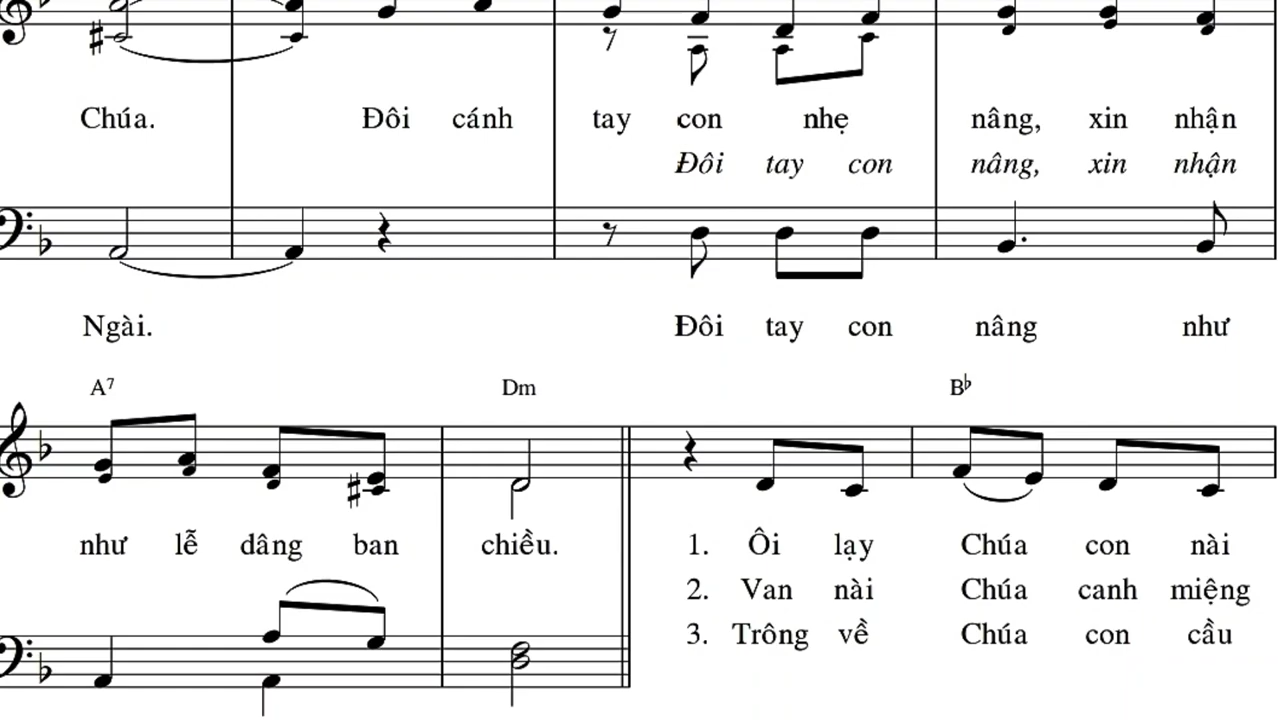 Chúa. Đôi cánh tay con nhẹ nâng, xin nhận
Đôi tay con nâng, xin nhận
Ngài. Đôi tay con nâng như
A7 Dm B♭
như lễ dâng ban chiều. 1. Ôi lạy Chúa con nài
2. Van nài Chúa canh miệng
3. Trông về Chúa con cầu